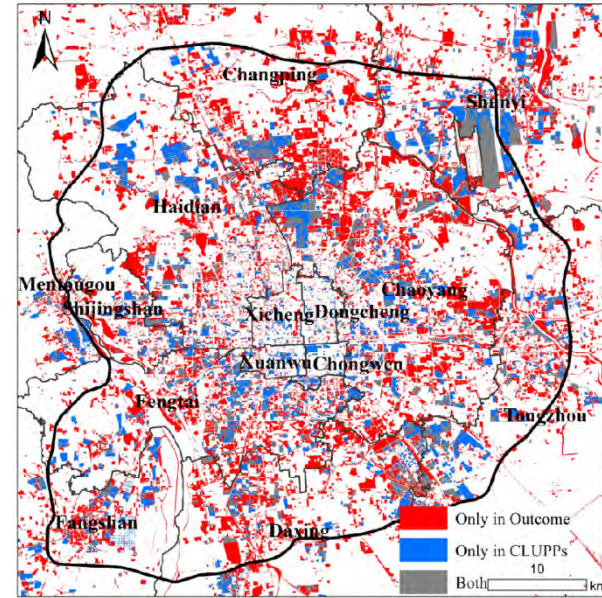 N
Changping
Shunyi
Haidian
Mentougou
Shijingshan
Chaoyang
Xicheng Dongcheng
Xuanwu Chongwen
Fengtai
Tongzhou
Fangshan
Daxing
Only in Outcome
Only in CLUPPs
Both
10
km